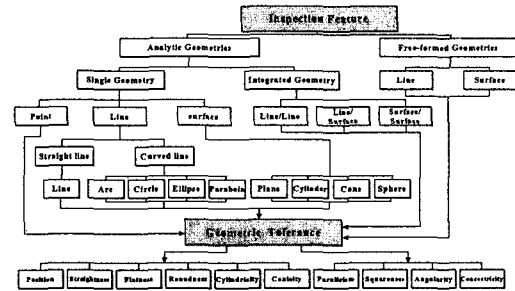 Inspection Feature
Analytic Geometries
Free-formed Geometries
Single Geometry
Integrated Geometry
Line
Surface
Point
Line
surface
Line/Line
Line/
Surface
Surface/
Surface
Straight line
Curved line
Line
Arc
Circle
Ellipse
Parabola
Plane
Cylinder
Cone
Sphere
Geometric Tolerance
Position
Straightness
Flatness
Roundness
Cylindricity
Conicity
Parallelism
Squareness
Angularity
Concentricity